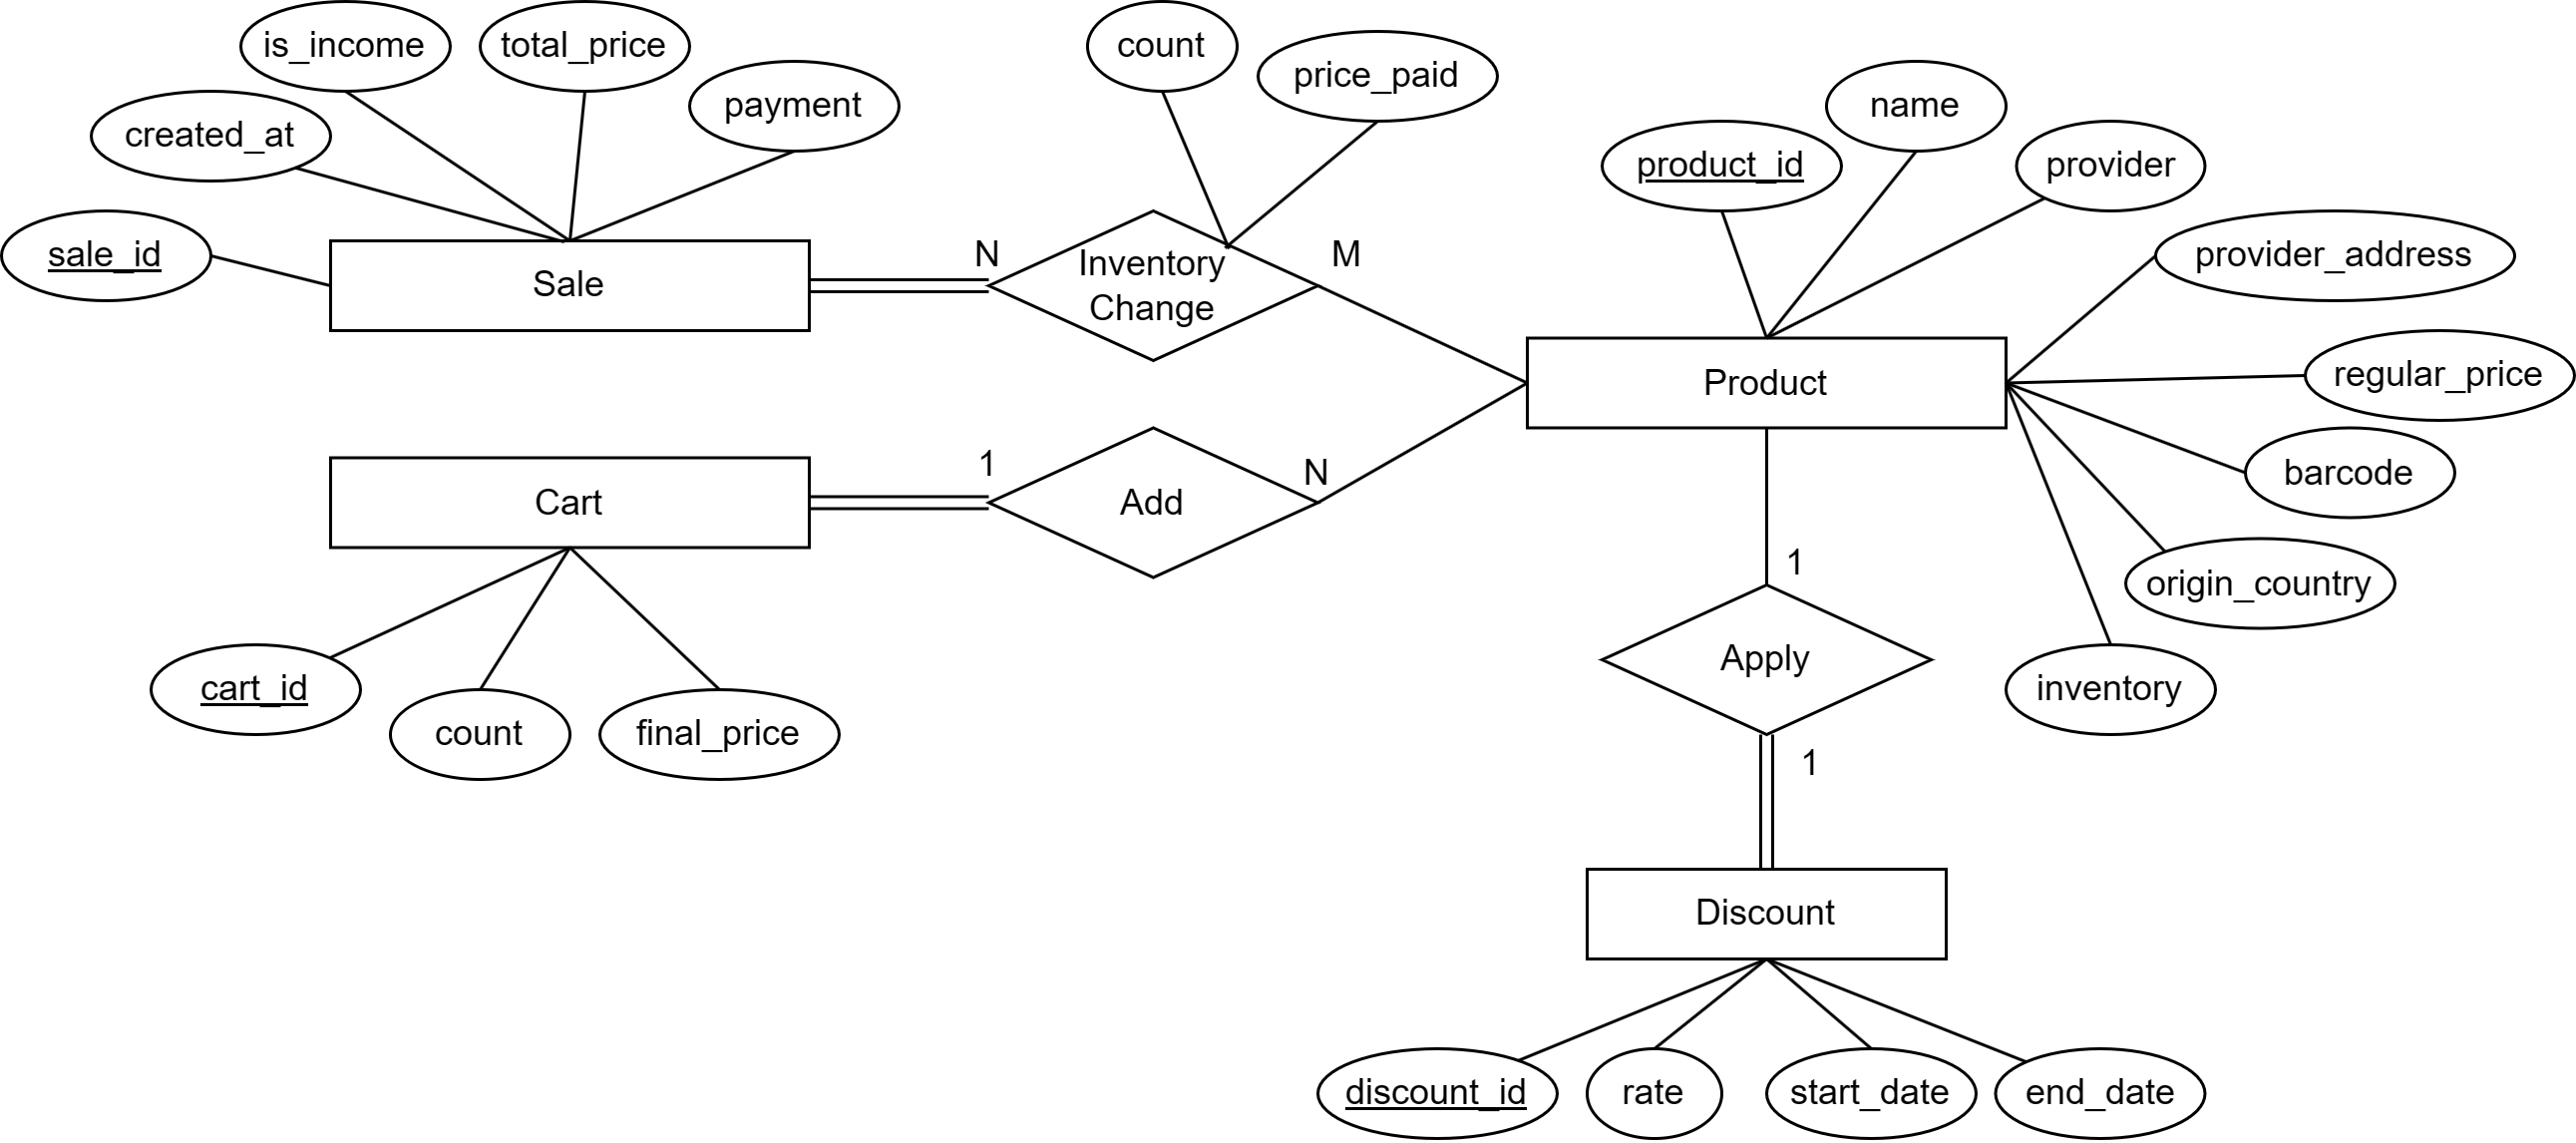 is_income
total_price
count
price_paid
payment
name
created_at
product_id
provider
sale_id
Sale
N
Inventory
Change
M
provider_address
Product
regular_price
Cart
1
Add
N
barcode
1
origin_country
Apply
inventory
cart_id
count
final_price
1
Discount
discount_id
rate
start_date
end_date